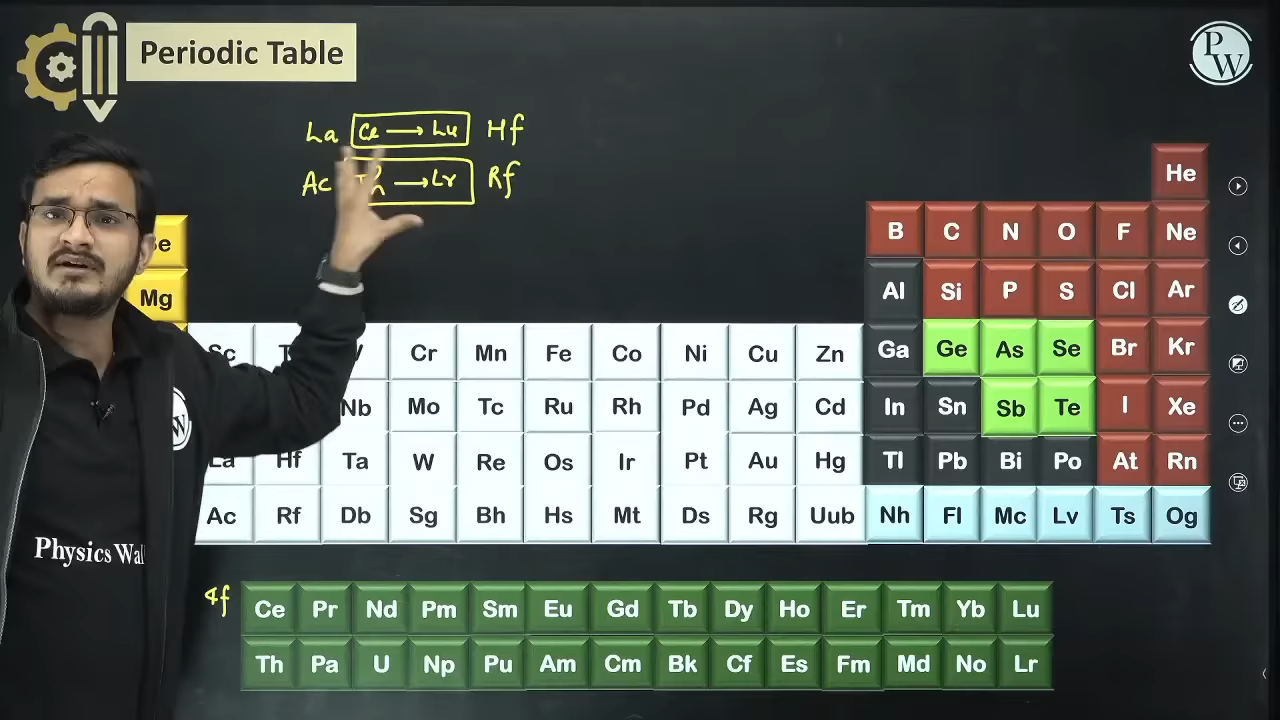 Periodic Table
PW
La Ce → Lu Hf
Ac Th → Lr Rf
He
B C N O F Ne
Mg Al Si P S Cl Ar
Sc V Cr Mn Fe Co Ni Cu Zn Ga Ge As Se Br Kr
Nb Mo Tc Ru Rh Pd Ag Cd In Sn Sb Te I Xe
La Hf Ta W Re Os Ir Pt Au Hg Tl Pb Bi Po At Rn
Ac Rf Db Sg Bh Hs Mt Ds Rg Uub Nh Fl Mc Lv Ts Og
Physics Wal
4f Ce Pr Nd Pm Sm Eu Gd Tb Dy Ho Er Tm Yb Lu
Th Pa U Np Pu Am Cm Bk Cf Es Fm Md No Lr